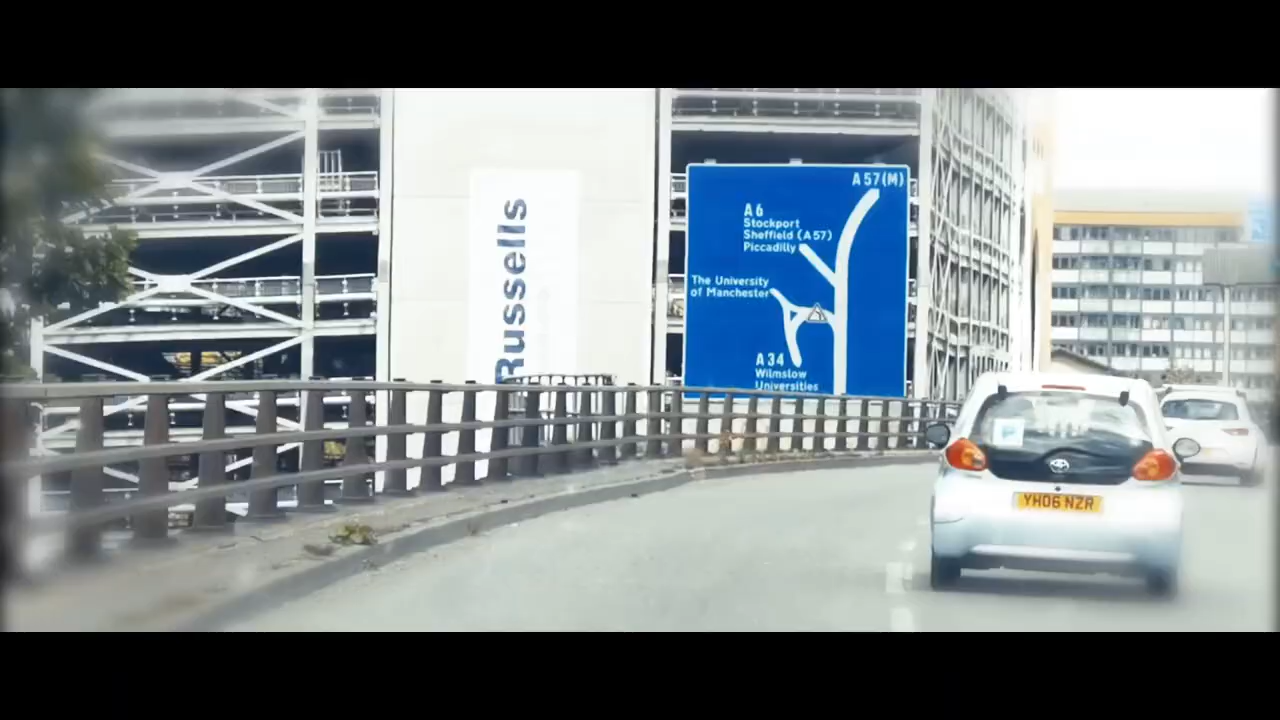 Russells
A57(M)
A6
Stockport
Sheffield (A57)
Piccadilly
The University
of Manchester
A34
Wilmslow
Universities
YH06 NZR